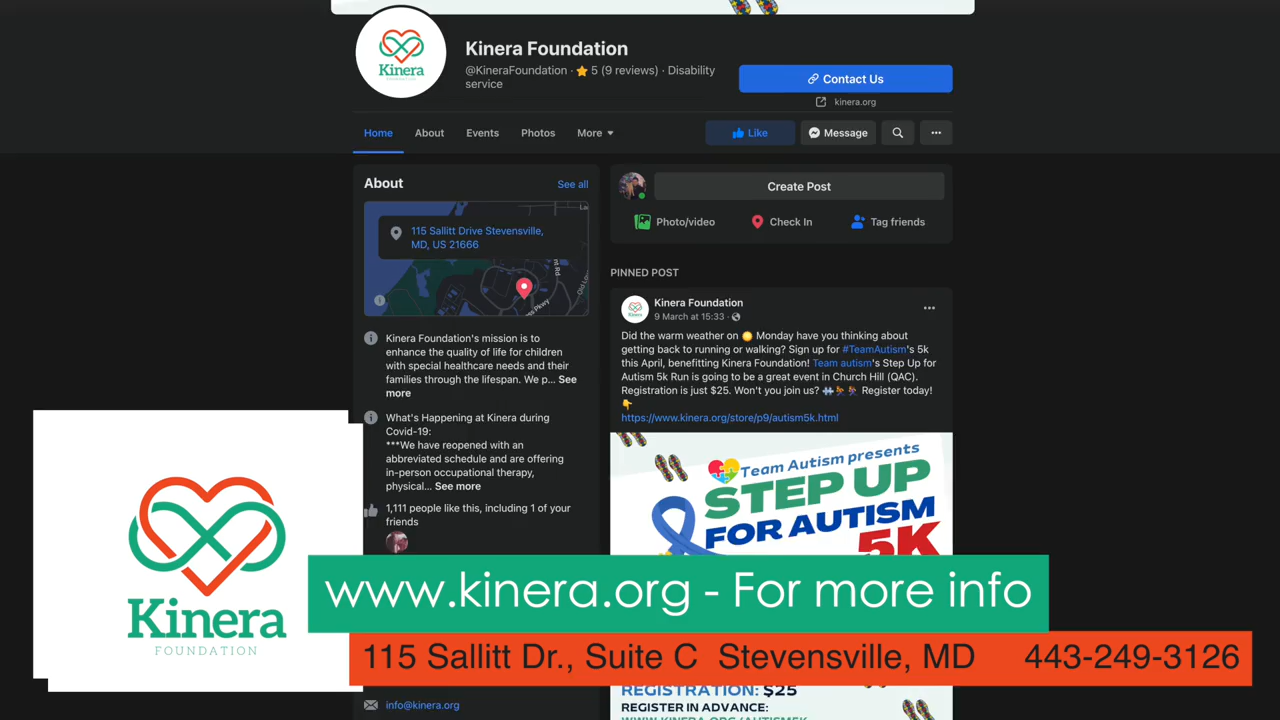 Kinera
Kinera Foundation
@KineraFoundation · 5 (9 reviews) · Disability
service
Contact Us
kinera.org
Home
About
Events
Photos
More
Like
Message
About
See all
115 Sallitt Drive Stevensville,
MD, US 21666
Pkwy
Create Post
Photo/video
Check In
Tag friends
Kinera Foundation's mission is to
enhance the quality of life for children
with special healthcare needs and their
families through the lifespan. We p... See
more
What's Happening at Kinera during
Covid-19:
***We have reopened with an
abbreviated schedule and are offering
in-person occupational therapy,
physical... See more
1,111 people like this, including 1 of your
friends
info@kinera.org
PINNED POST
Kinera Foundation
9 March at 15:33 ·
Did the warm weather on Monday have you thinking about
getting back to running or walking? Sign up for #TeamAutism's 5k
this April, benefitting Kinera Foundation! Team autism's Step Up for
Autism 5k Run is going to be a great event in Church Hill (QAC).
Registration is just $25. Won't you join us? Register today!
https://www.kinera.org/store/p9/autism5k.html
Team Autism presents
STEP UP
FOR AUTISM
5K
REGISTRATION: $25
REGISTER IN ADVANCE:
WWW.KINERA.ORG/AUTISM5K
Kinera
FOUNDATION
www.kinera.org - For more info
115 Sallitt Dr., Suite C Stevensville, MD 443-249-3126